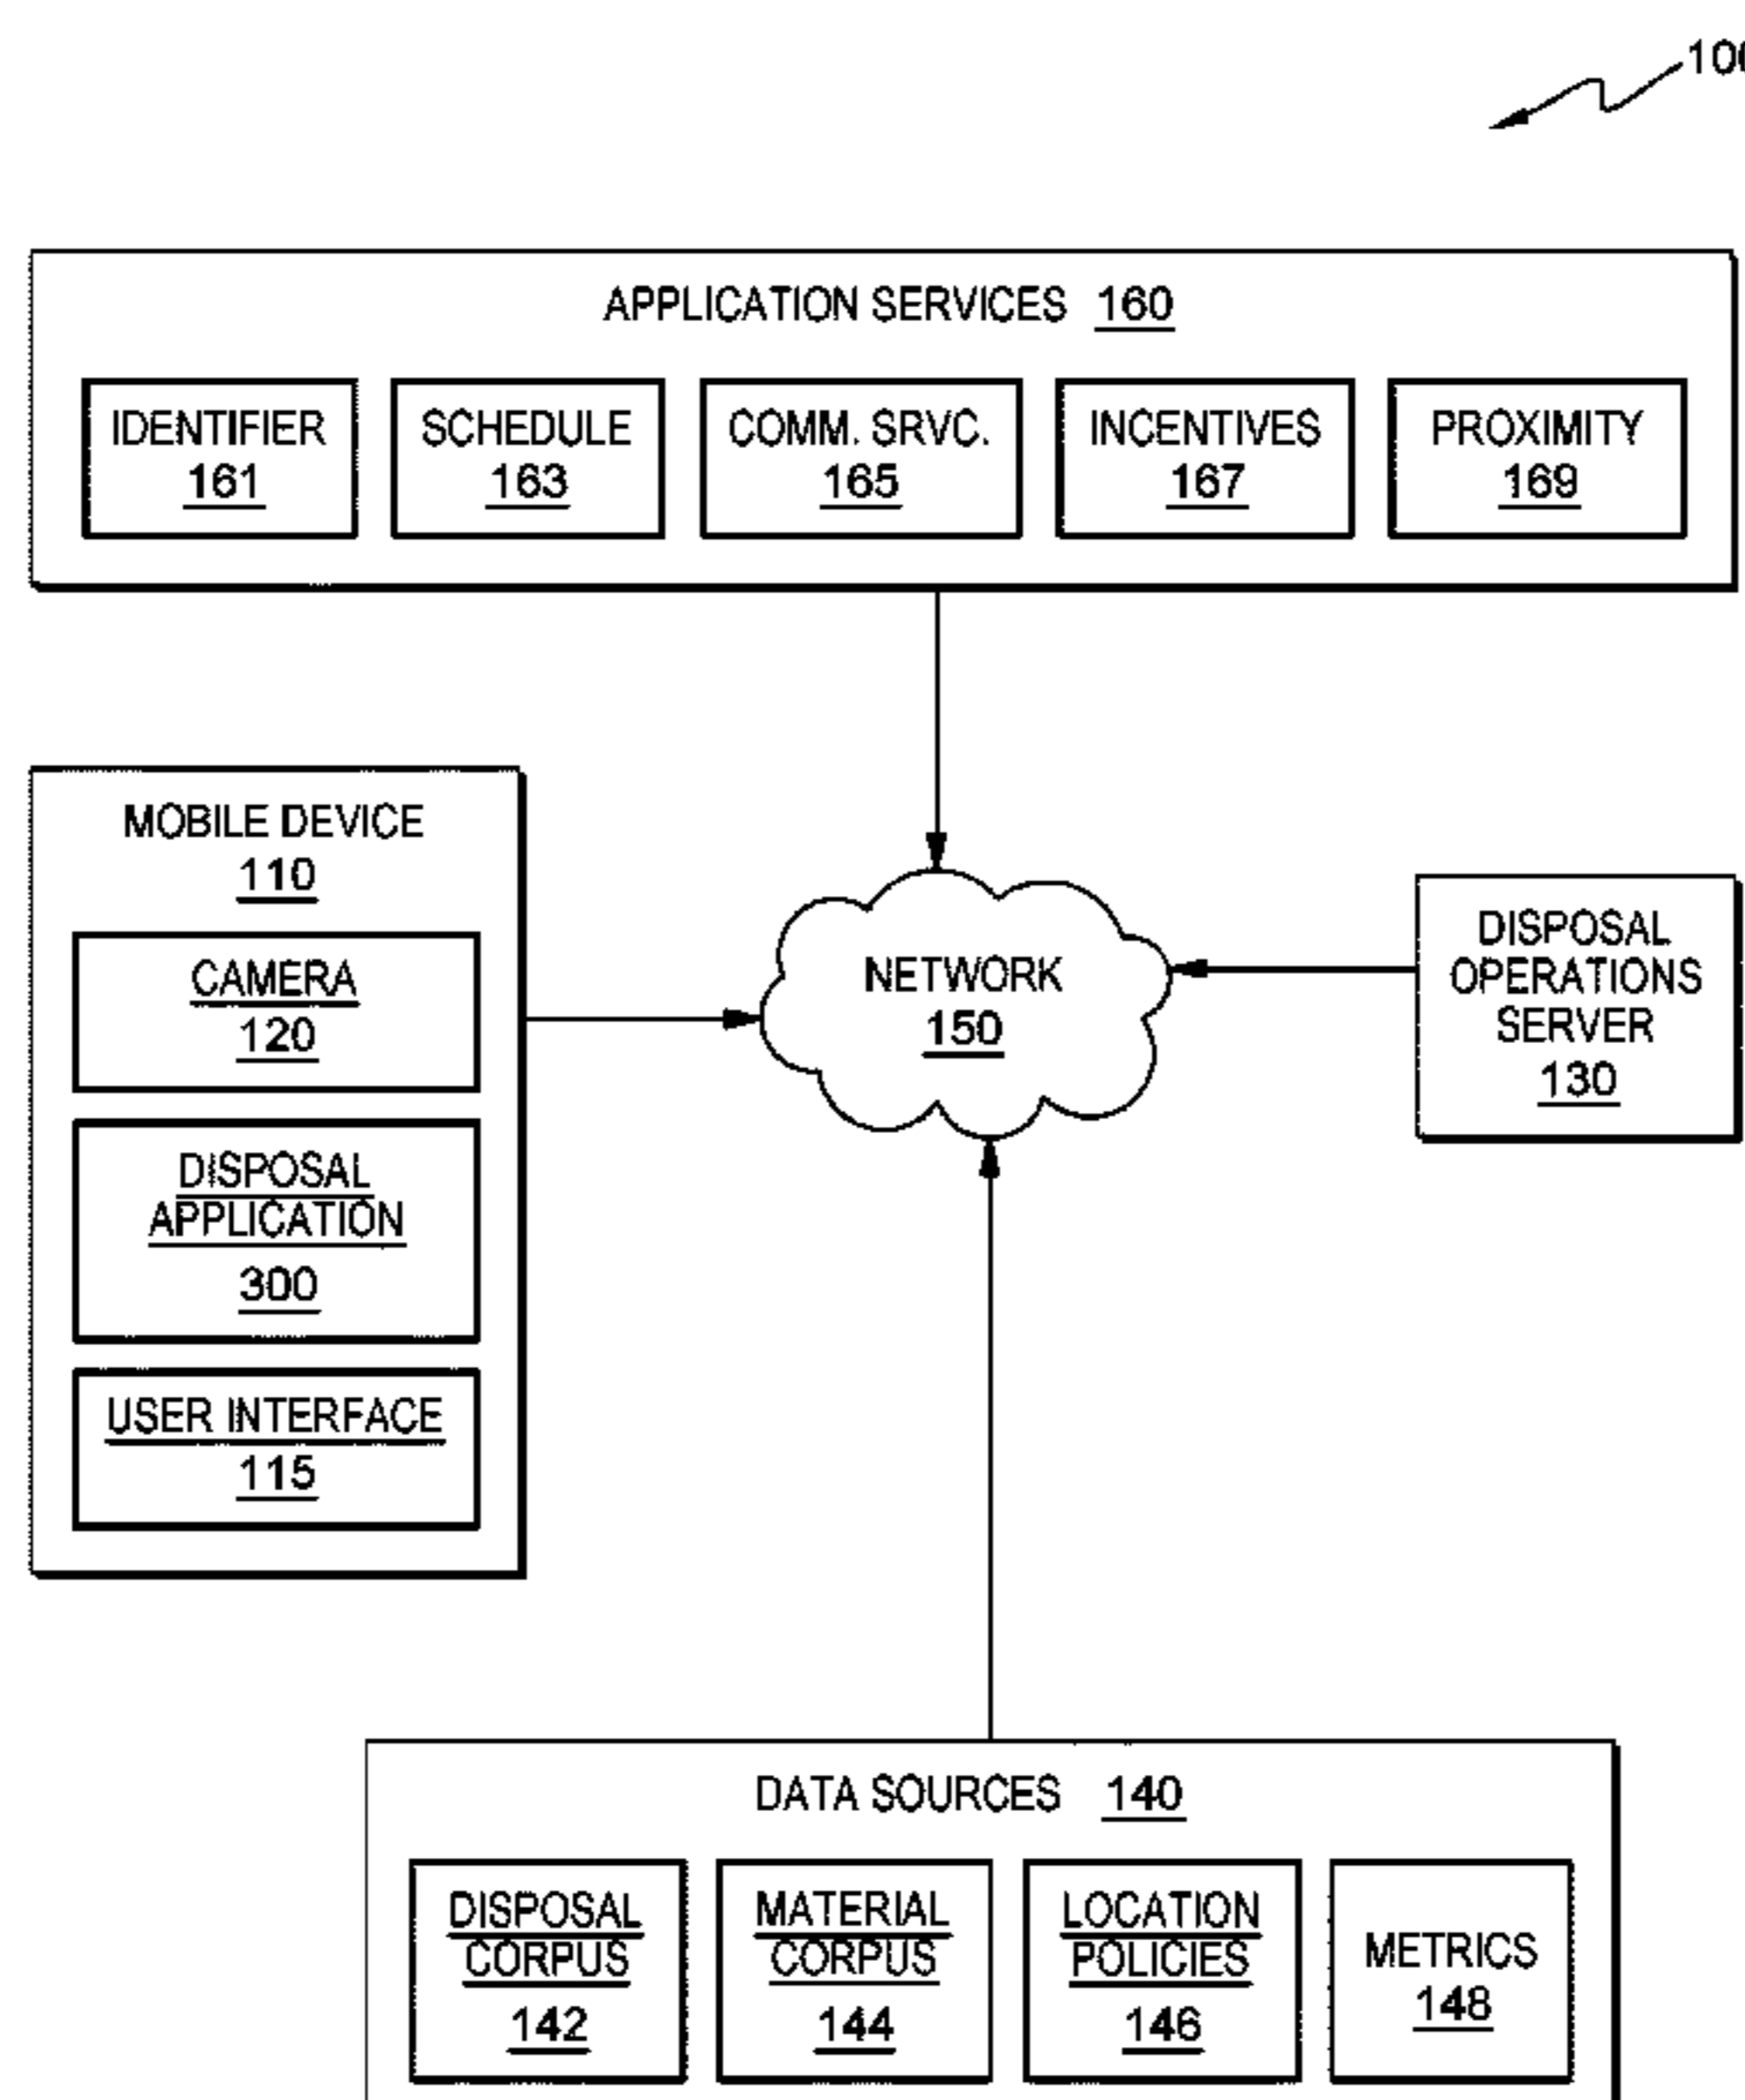 100
APPLICATION SERVICES 160
IDENTIFIER
161
SCHEDULE
163
COMM. SRVC.
165
INCENTIVES
167
PROXIMITY
169
MOBILE DEVICE
110
CAMERA
120
DISPOSAL
APPLICATION
300
USER INTERFACE
115
NETWORK
150
DISPOSAL
OPERATIONS
SERVER
130
DATA SOURCES 140
DISPOSAL
CORPUS
142
MATERIAL
CORPUS
144
LOCATION
POLICIES
146
METRICS
148